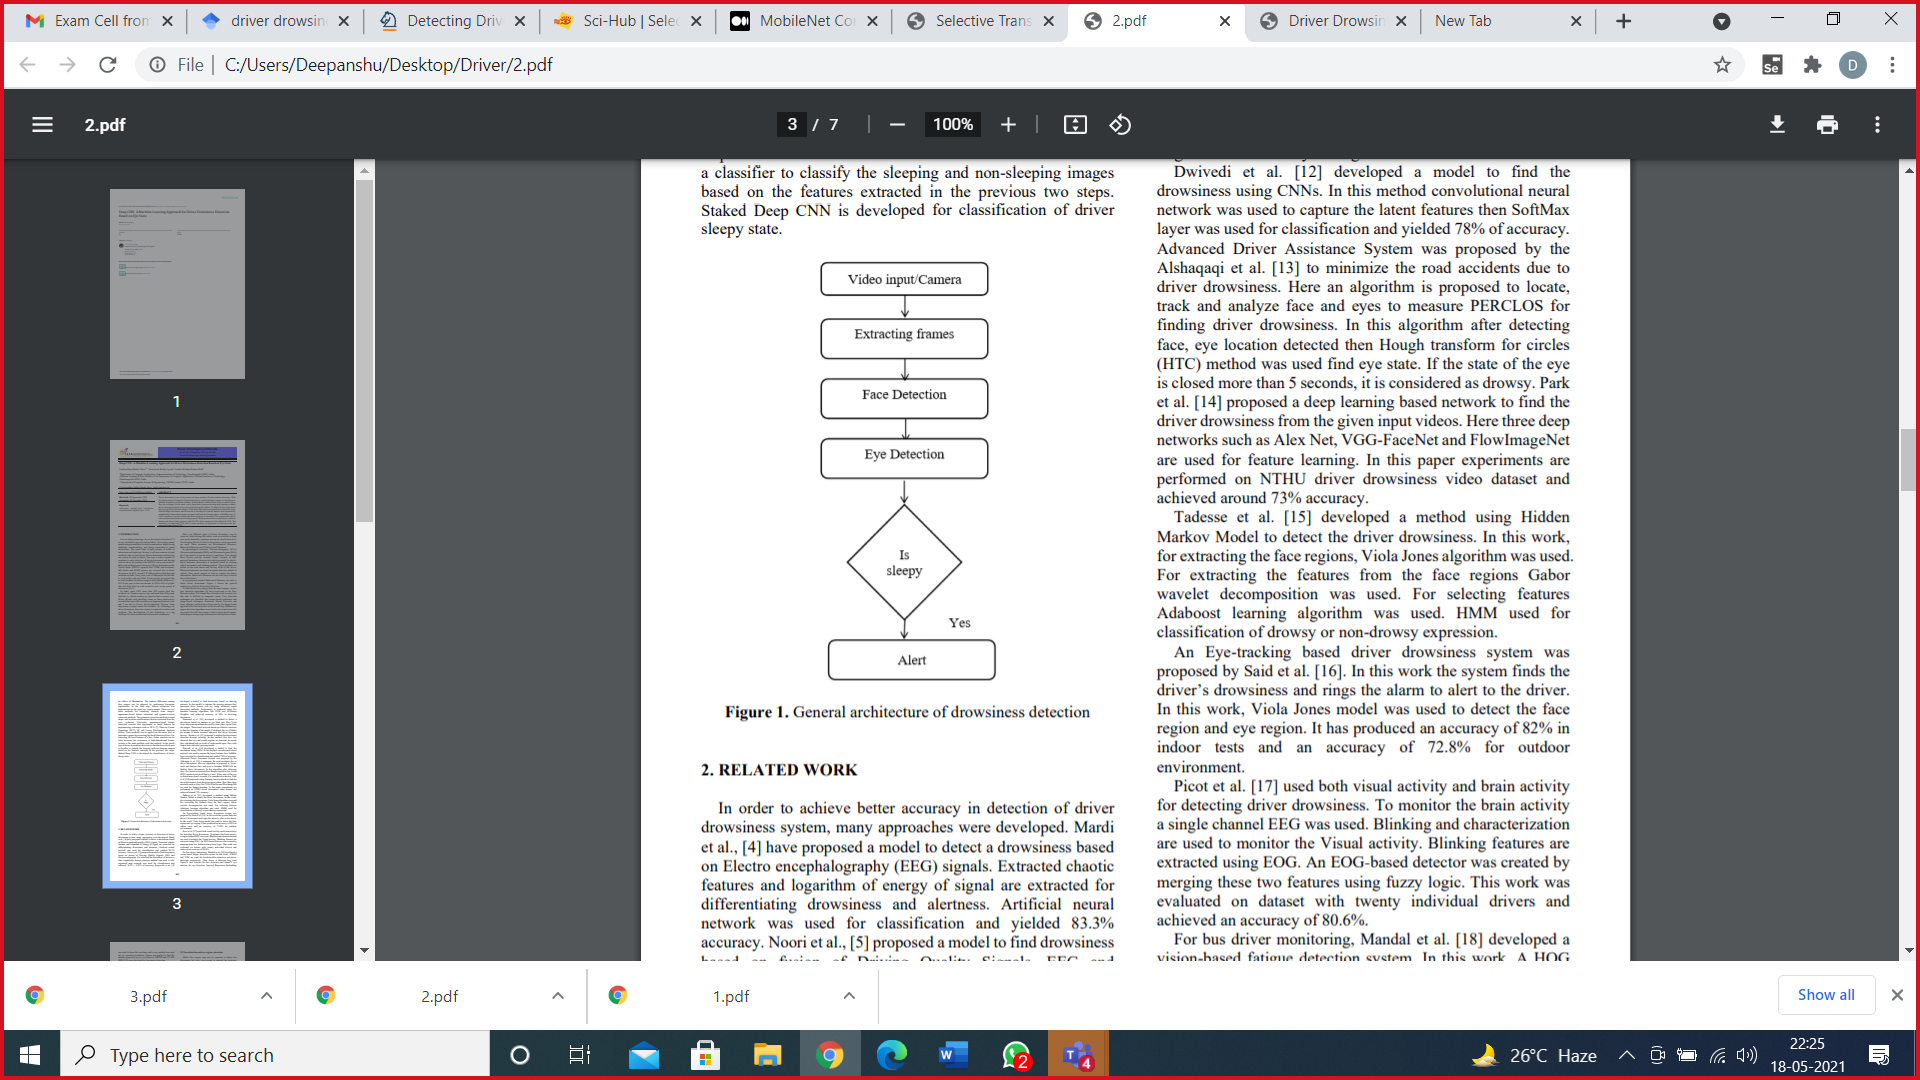 Exam Cell from
driver drowsin
Detecting Driv
Sci-Hub | Selec
MobileNet Co
Selective Trans
2.pdf
Driver Drowsin
New Tab
File
C:/Users/Deepanshu/Desktop/Driver/2.pdf
Se
D
2.pdf
3 / 7
100%
1
2
3
a classifier to classify the sleeping and non-sleeping images
based on the features extracted in the previous two steps.
Staked Deep CNN is developed for classification of driver
sleepy state.
Video input/Camera
Extracting frames
Face Detection
Eye Detection
Is
sleepy
Yes
Alert
Figure 1. General architecture of drowsiness detection
2. RELATED WORK
In order to achieve better accuracy in detection of driver
drowsiness system, many approaches were developed. Mardi
et al., [4] have proposed a model to detect a drowsiness based
on Electro encephalography (EEG) signals. Extracted chaotic
features and logarithm of energy of signal are extracted for
differentiating drowsiness and alertness. Artificial neural
network was used for classification and yielded 83.3%
accuracy. Noori et al., [5] proposed a model to find drowsiness
based on fusion of Driving Quality Signals, EEG and
Dwivedi et al. [12] developed a model to find the
drowsiness using CNNs. In this method convolutional neural
network was used to capture the latent features then SoftMax
layer was used for classification and yielded 78% of accuracy.
Advanced Driver Assistance System was proposed by the
Alshaqaqi et al. [13] to minimize the road accidents due to
driver drowsiness. Here an algorithm is proposed to locate,
track and analyze face and eyes to measure PERCLOS for
finding driver drowsiness. In this algorithm after detecting
face, eye location detected then Hough transform for circles
(HTC) method was used find eye state. If the state of the eye
is closed more than 5 seconds, it is considered as drowsy. Park
et al. [14] proposed a deep learning based network to find the
driver drowsiness from the given input videos. Here three deep
networks such as Alex Net, VGG-FaceNet and FlowImageNet
are used for feature learning. In this paper experiments are
performed on NTHU driver drowsiness video dataset and
achieved around 73% accuracy.
Tadesse et al. [15] developed a method using Hidden
Markov Model to detect the driver drowsiness. In this work,
for extracting the face regions, Viola Jones algorithm was used.
For extracting the features from the face regions Gabor
wavelet decomposition was used. For selecting features
Adaboost learning algorithm was used. HMM used for
classification of drowsy or non-drowsy expression.
An Eye-tracking based driver drowsiness system was
proposed by Said et al. [16]. In this work the system finds the
driver's drowsiness and rings the alarm to alert to the driver.
In this work, Viola Jones model was used to detect the face
region and eye region. It has produced an accuracy of 82% in
indoor tests and an accuracy of 72.8% for outdoor
environment.
Picot et al. [17] used both visual activity and brain activity
for detecting driver drowsiness. To monitor the brain activity
a single channel EEG was used. Blinking and characterization
are used to monitor the Visual activity. Blinking features are
extracted using EOG. An EOG-based detector was created by
merging these two features using fuzzy logic. This work was
evaluated on dataset with twenty individual drivers and
achieved an accuracy of 80.6%.
For bus driver monitoring, Mandal et al. [18] developed a
vision-based fatigue detection system. In this work, A HOG
3.pdf
2.pdf
1.pdf
Show all
Type here to search
2
4
26°C Haze
22:25
18-05-2021